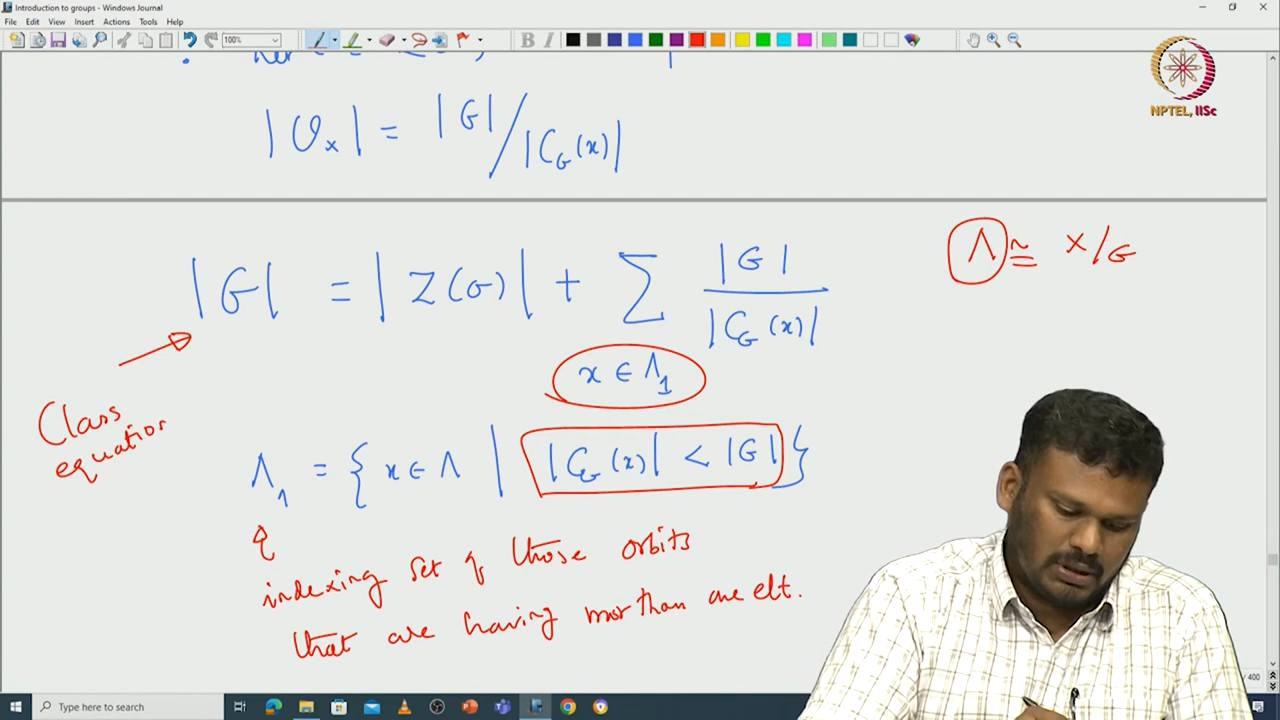 Introduction to groups - Windows Journal
File Edit View Insert Actions Tools Help
100%
B I
NPTEL, IISc
|O_x| = |G| / |C_G(x)|
Λ ≅ X/G
|G| = |Z(G)| + Σ |G| / |C_G(x)|
x ∈ Λ_1
Class
equation
Λ_1 = { x ∈ Λ | |C_G(x)| < |G| }
indexing set of those orbits
that are having mor than one elt.
/ 400
Type here to search